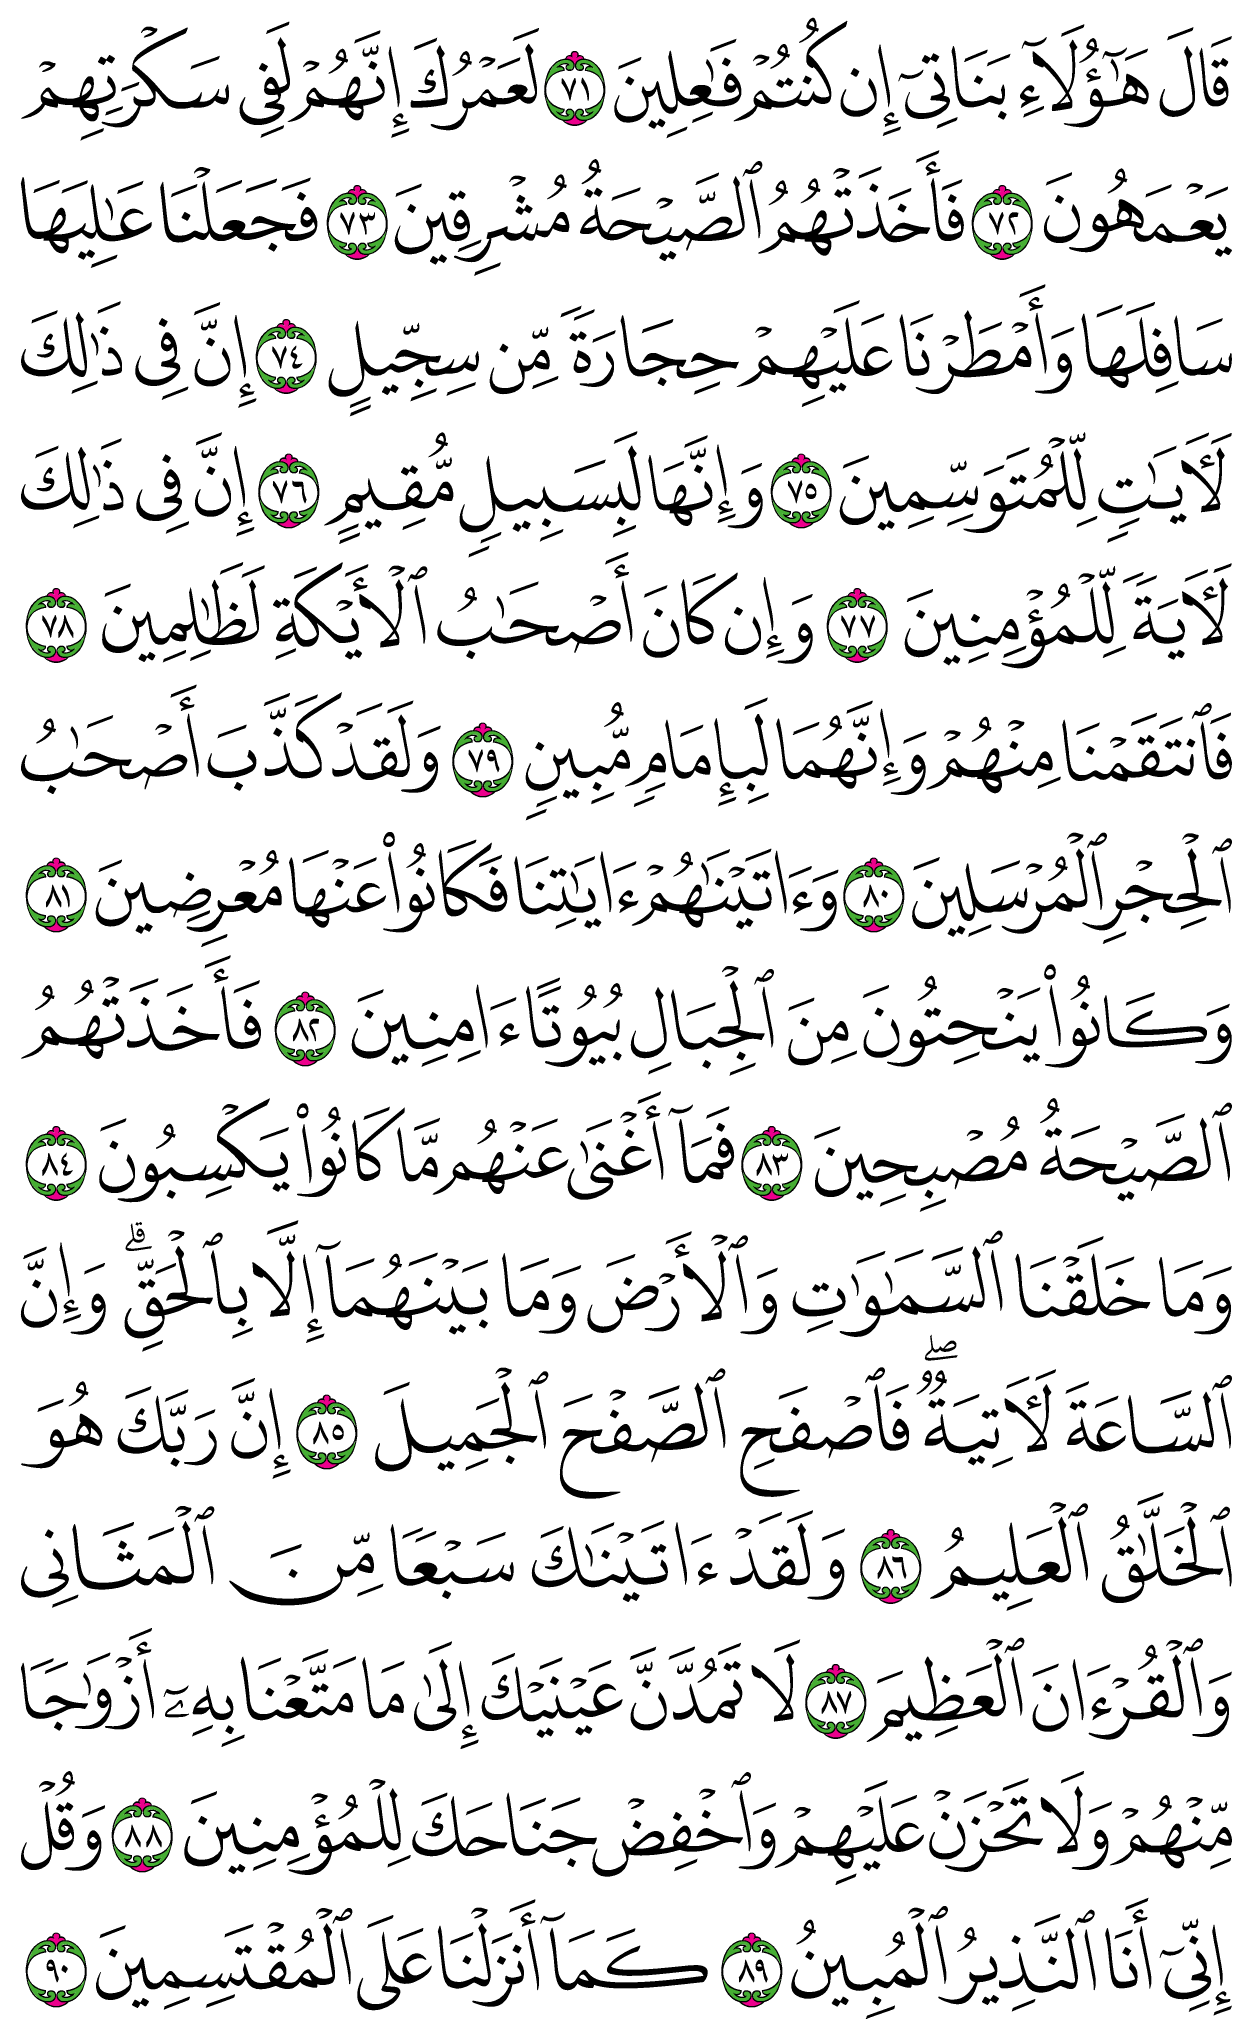 قَالَ هَـٰٓؤُلَآءِ بَنَاتِىٓ إِن كُنتُمْ فَـٰعِلِينَ ٧١ لَعَمْرُكَ إِنَّهُمْ لَفِى سَكْرَتِهِمْ
يَعْمَهُونَ ٧٢ فَأَخَذَتْهُمُ ٱلصَّيْحَةُ مُشْرِقِينَ ٧٣ فَجَعَلْنَا عَـٰلِيَهَا
سَافِلَهَا وَأَمْطَرْنَا عَلَيْهِمْ حِجَارَةً مِّن سِجِّيلٍ ٧٤ إِنَّ فِى ذَٰلِكَ
لَـَٔايَـٰتٍ لِّلْمُتَوَسِّمِينَ ٧٥ وَإِنَّهَا لَبِسَبِيلٍ مُّقِيمٍ ٧٦ إِنَّ فِى ذَٰلِكَ
لَـَٔايَةً لِّلْمُؤْمِنِينَ ٧٧ وَإِن كَانَ أَصْحَـٰبُ ٱلْأَيْكَةِ لَظَـٰلِمِينَ ٧٨
فَٱنتَقَمْنَا مِنْهُمْ وَإِنَّهُمَا لَبِإِمَامٍ مُّبِينٍ ٧٩ وَلَقَدْ كَذَّبَ أَصْحَـٰبُ
ٱلْحِجْرِ ٱلْمُرْسَلِينَ ٨٠ وَءَاتَيْنَـٰهُمْ ءَايَـٰتِنَا فَكَانُوا۟ عَنْهَا مُعْرِضِينَ ٨١
وَكَانُوا۟ يَنْحِتُونَ مِنَ ٱلْجِبَالِ بُيُوتًا ءَامِنِينَ ٨٢ فَأَخَذَتْهُمُ
ٱلصَّيْحَةُ مُصْبِحِينَ ٨٣ فَمَآ أَغْنَىٰ عَنْهُم مَّا كَانُوا۟ يَكْسِبُونَ ٨٤
وَمَا خَلَقْنَا ٱلسَّمَـٰوَٰتِ وَٱلْأَرْضَ وَمَا بَيْنَهُمَآ إِلَّا بِٱلْحَقِّ ۗ وَإِنَّ
ٱلسَّاعَةَ لَـَٔاتِيَةٌ ۖ فَٱصْفَحِ ٱلصَّفْحَ ٱلْجَمِيلَ ٨٥ إِنَّ رَبَّكَ هُوَ
ٱلْخَلَّـٰقُ ٱلْعَلِيمُ ٨٦ وَلَقَدْ ءَاتَيْنَـٰكَ سَبْعًا مِّنَ ٱلْمَثَانِى
وَٱلْقُرْءَانَ ٱلْعَظِيمَ ٨٧ لَا تَمُدَّنَّ عَيْنَيْكَ إِلَىٰ مَا مَتَّعْنَا بِهِۦٓ أَزْوَٰجًا
مِّنْهُمْ وَلَا تَحْزَنْ عَلَيْهِمْ وَٱخْفِضْ جَنَاحَكَ لِلْمُؤْمِنِينَ ٨٨ وَقُلْ
إِنِّىٓ أَنَا ٱلنَّذِيرُ ٱلْمُبِينُ ٨٩ كَمَآ أَنزَلْنَا عَلَى ٱلْمُقْتَسِمِينَ ٩٠